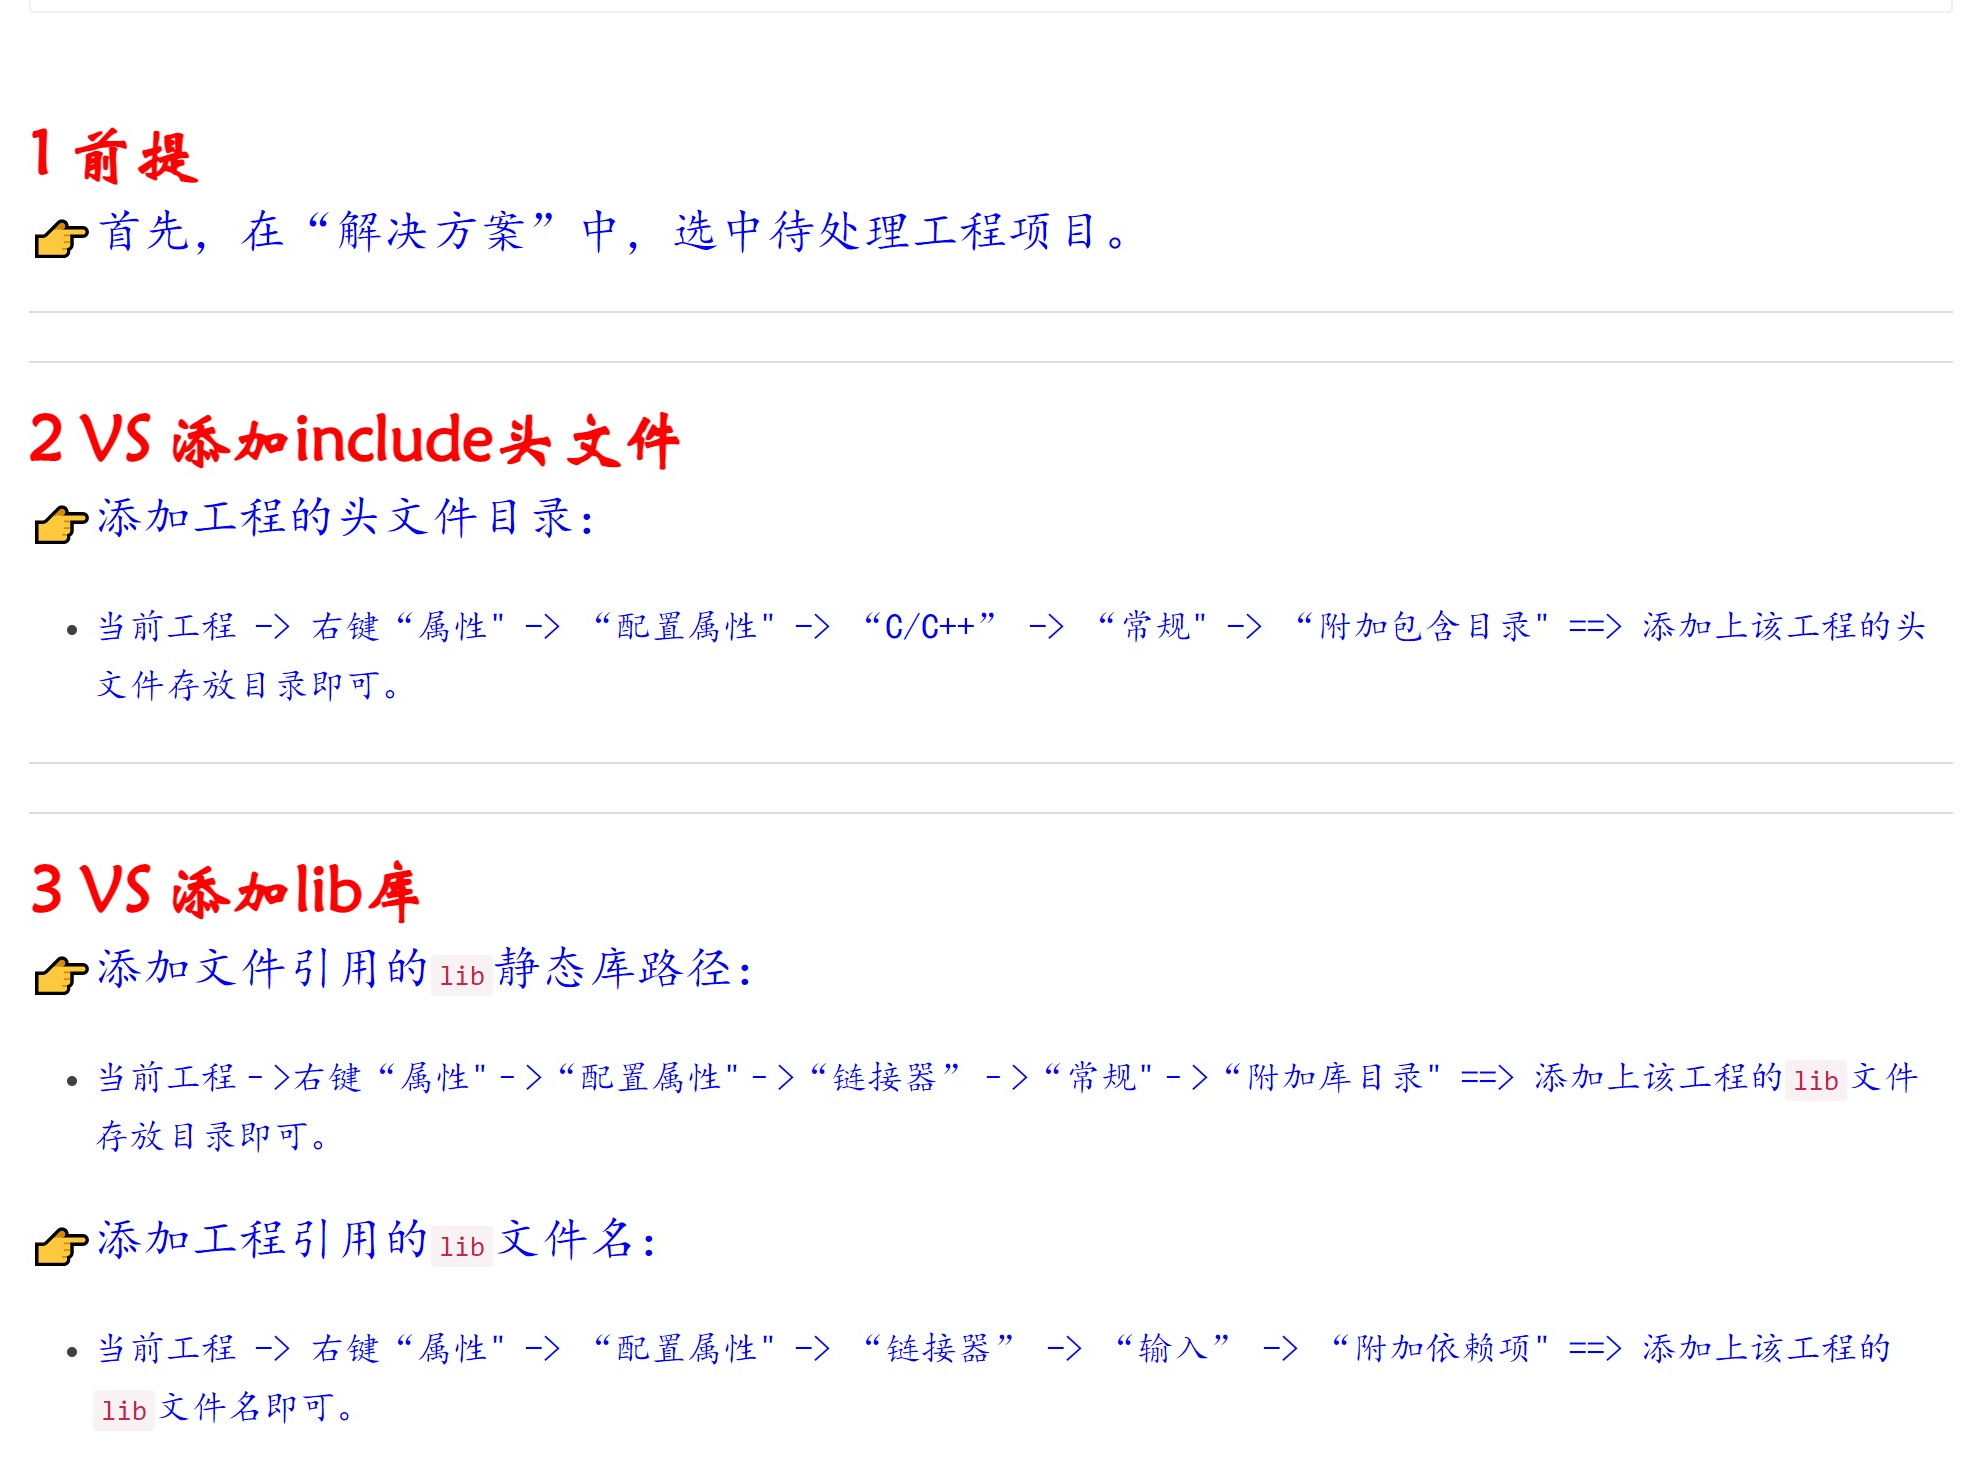 1 前提
👉首先，在“解决方案”中，选中待处理工程项目。
2 VS 添加include头文件
👉添加工程的头文件目录：
• 当前工程 -> 右键“属性" -> “配置属性" -> “C/C++” -> “常规" -> “附加包含目录" ==> 添加上该工程的头
文件存放目录即可。
3 VS 添加lib库
👉添加文件引用的lib静态库路径：
• 当前工程->右键“属性"->“配置属性"->“链接器” ->“常规"->“附加库目录" ==> 添加上该工程的lib文件
存放目录即可。
👉添加工程引用的lib文件名：
• 当前工程 -> 右键“属性" -> “配置属性" -> “链接器” -> “输入” -> “附加依赖项" ==> 添加上该工程的
lib文件名即可。